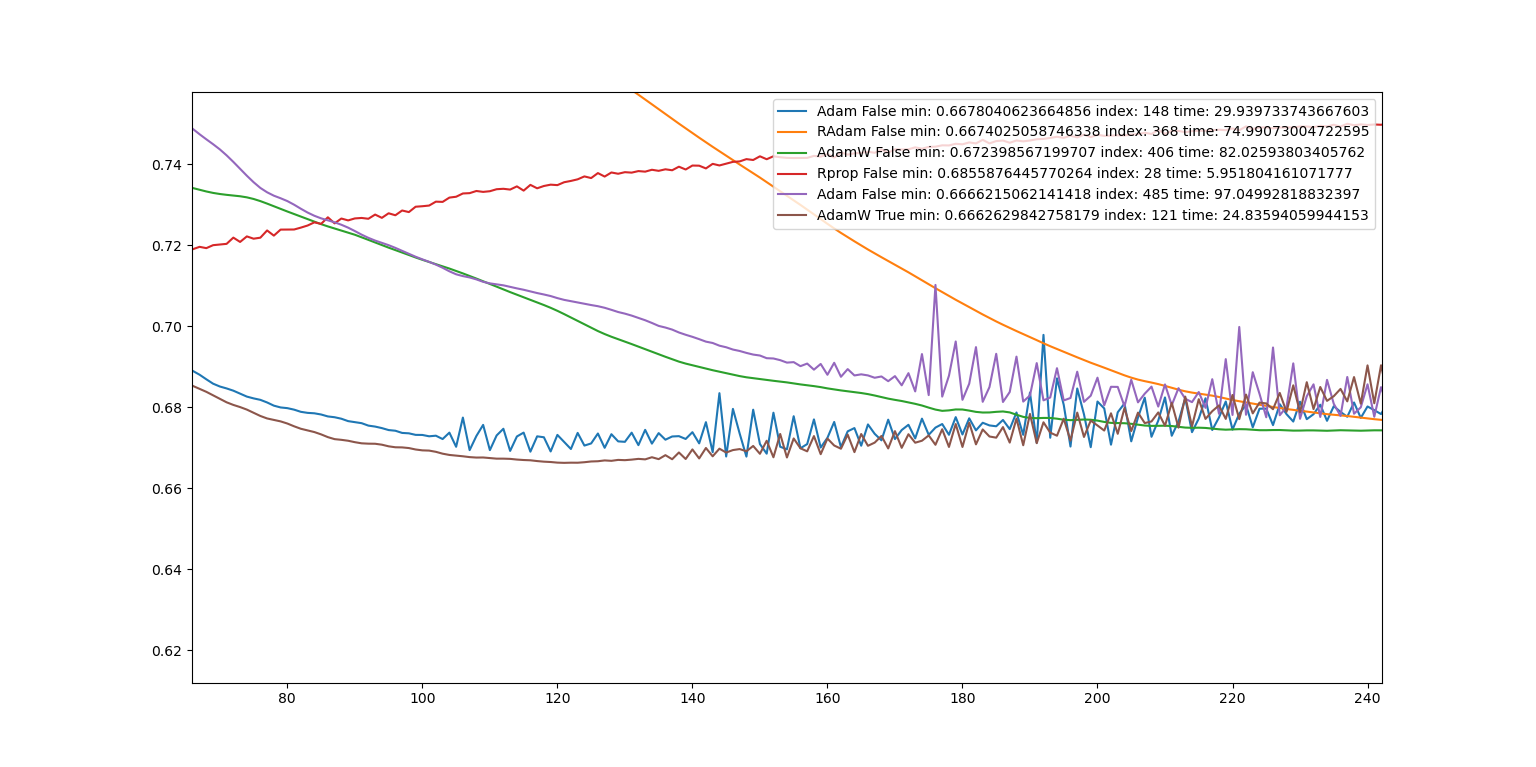 Adam False min: 0.6678040623664856 index: 148 time: 29.939733743667603
RAdam False min: 0.6674025058746338 index: 368 time: 74.99073004722595
AdamW False min: 0.672398567199707 index: 406 time: 82.02593803405762
Rprop False min: 0.6855876445770264 index: 28 time: 5.951804161071777
Adam False min: 0.6666215062141418 index: 485 time: 97.04992818832397
AdamW True min: 0.6662629842758179 index: 121 time: 24.83594059944153
0.74
0.72
0.70
0.68
0.66
0.64
0.62
80 100 120 140 160 180 200 220 240